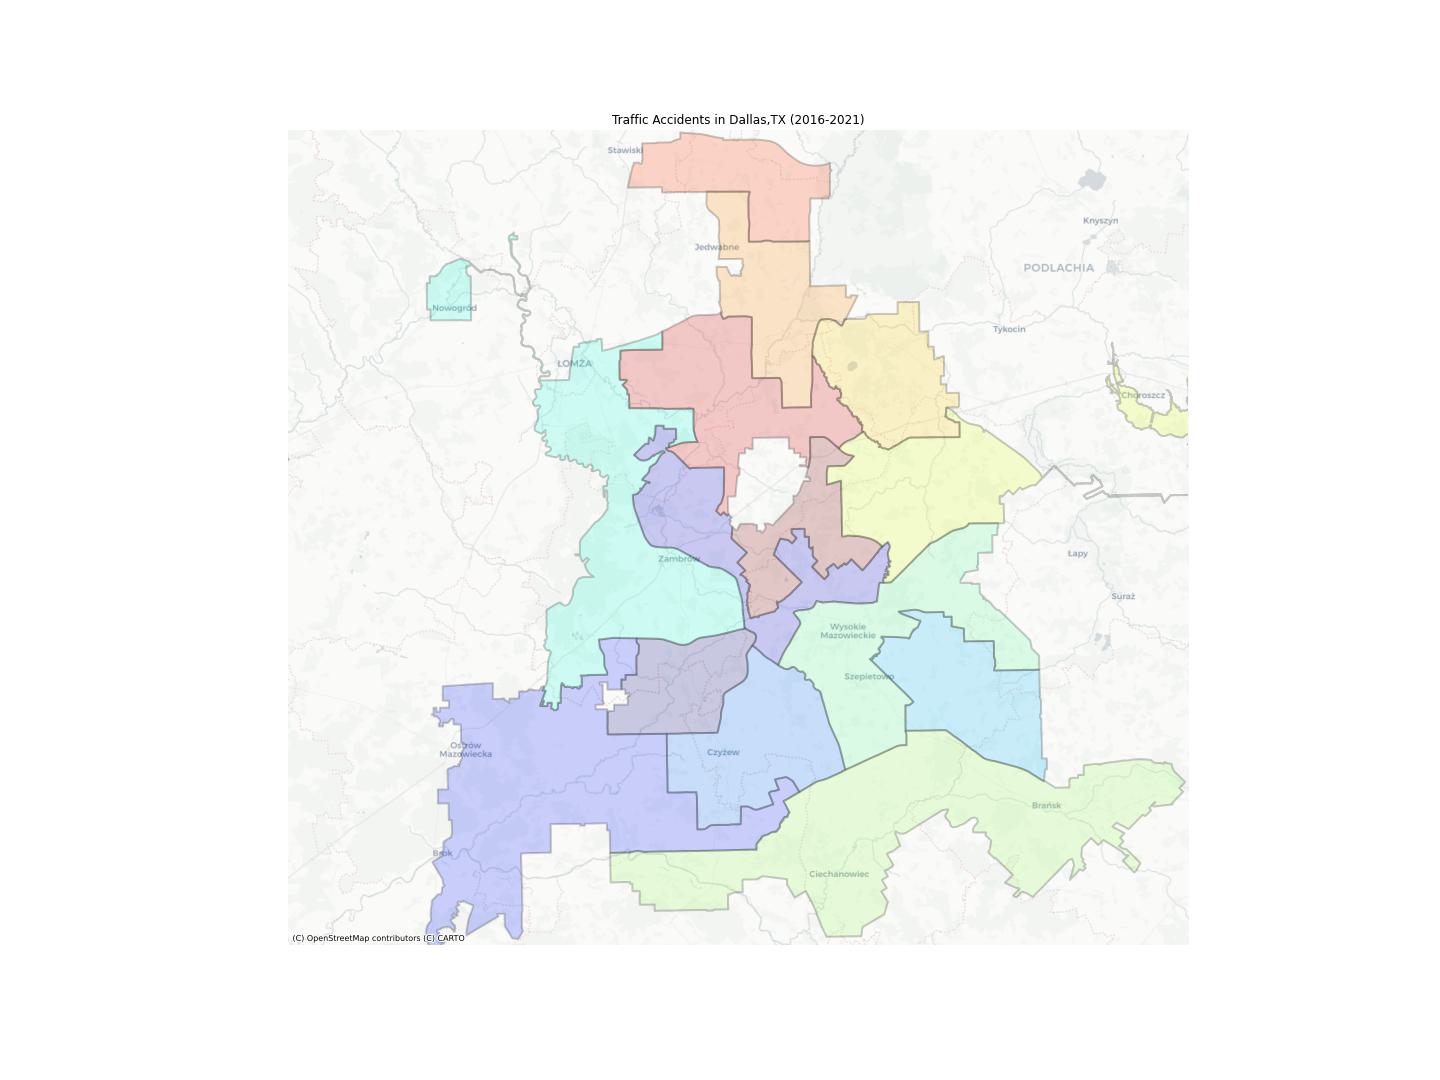 Traffic Accidents in Dallas,TX (2016-2021)
Stawiski
Knyszyn
Jedwabne
PODLACHIA
Nowogród
Tykocin
ŁOMŻA
Choroszcz
Zambrów
Łapy
Suraż
Wysokie
Mazowieckie
Szepietowo
Ostrów
Mazowiecka
Czyżew
Brańsk
Brok
Ciechanowiec
(C) OpenStreetMap contributors (C) CARTO